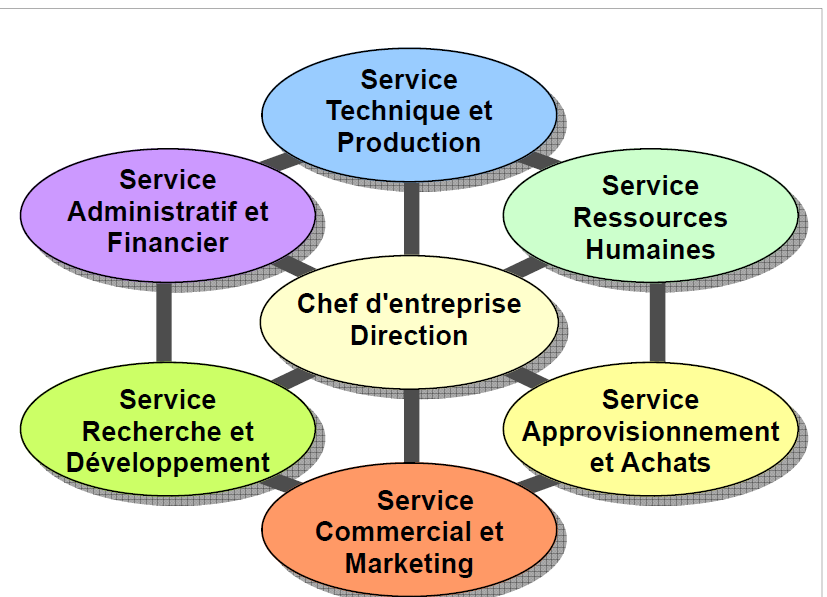 Service
Technique et
Production
Service
Administratif et
Financier
Service
Ressources
Humaines
Chef d'entreprise
Direction
Service
Recherche et
Développement
Service
Approvisionnement
et Achats
Service
Commercial et
Marketing